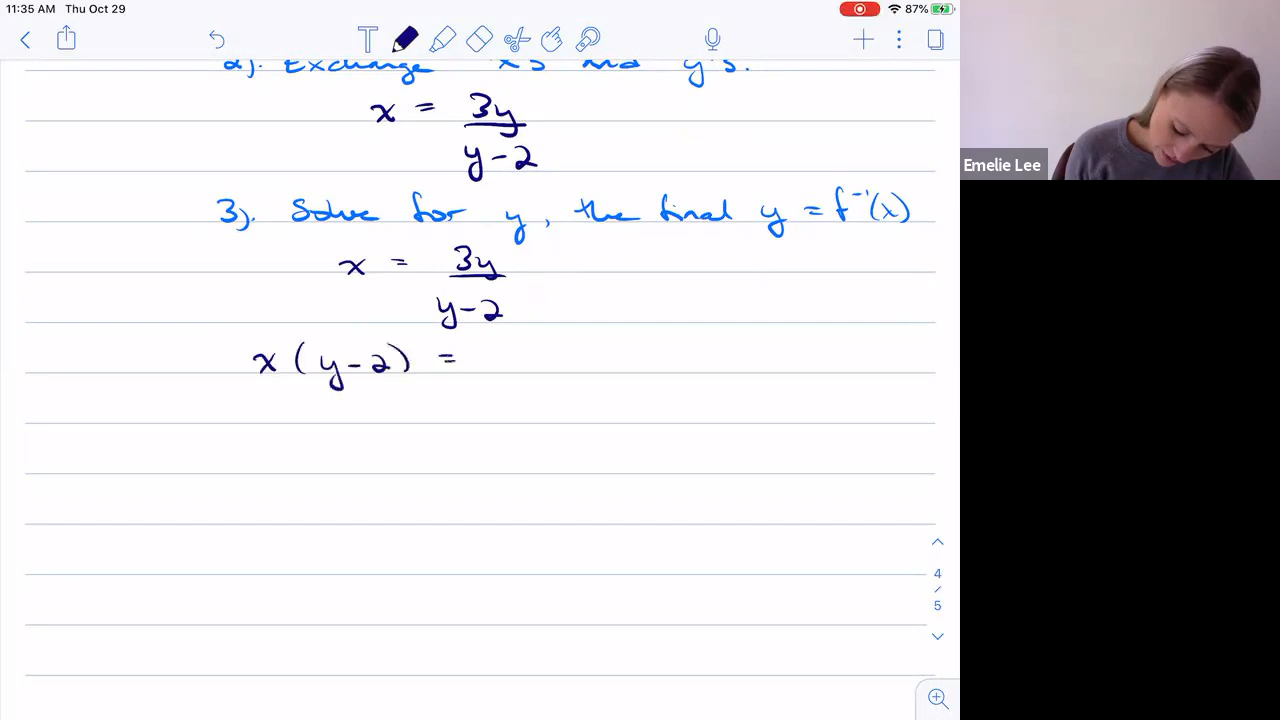 11:35 AM Thu Oct 29
87%
T
2). Exchange x's and y's.
x = 3y
y-2
Emelie Lee
3). Solve for y, the final y = f⁻¹(x)
x = 3y
y-2
x(y-2) =
4
/
5